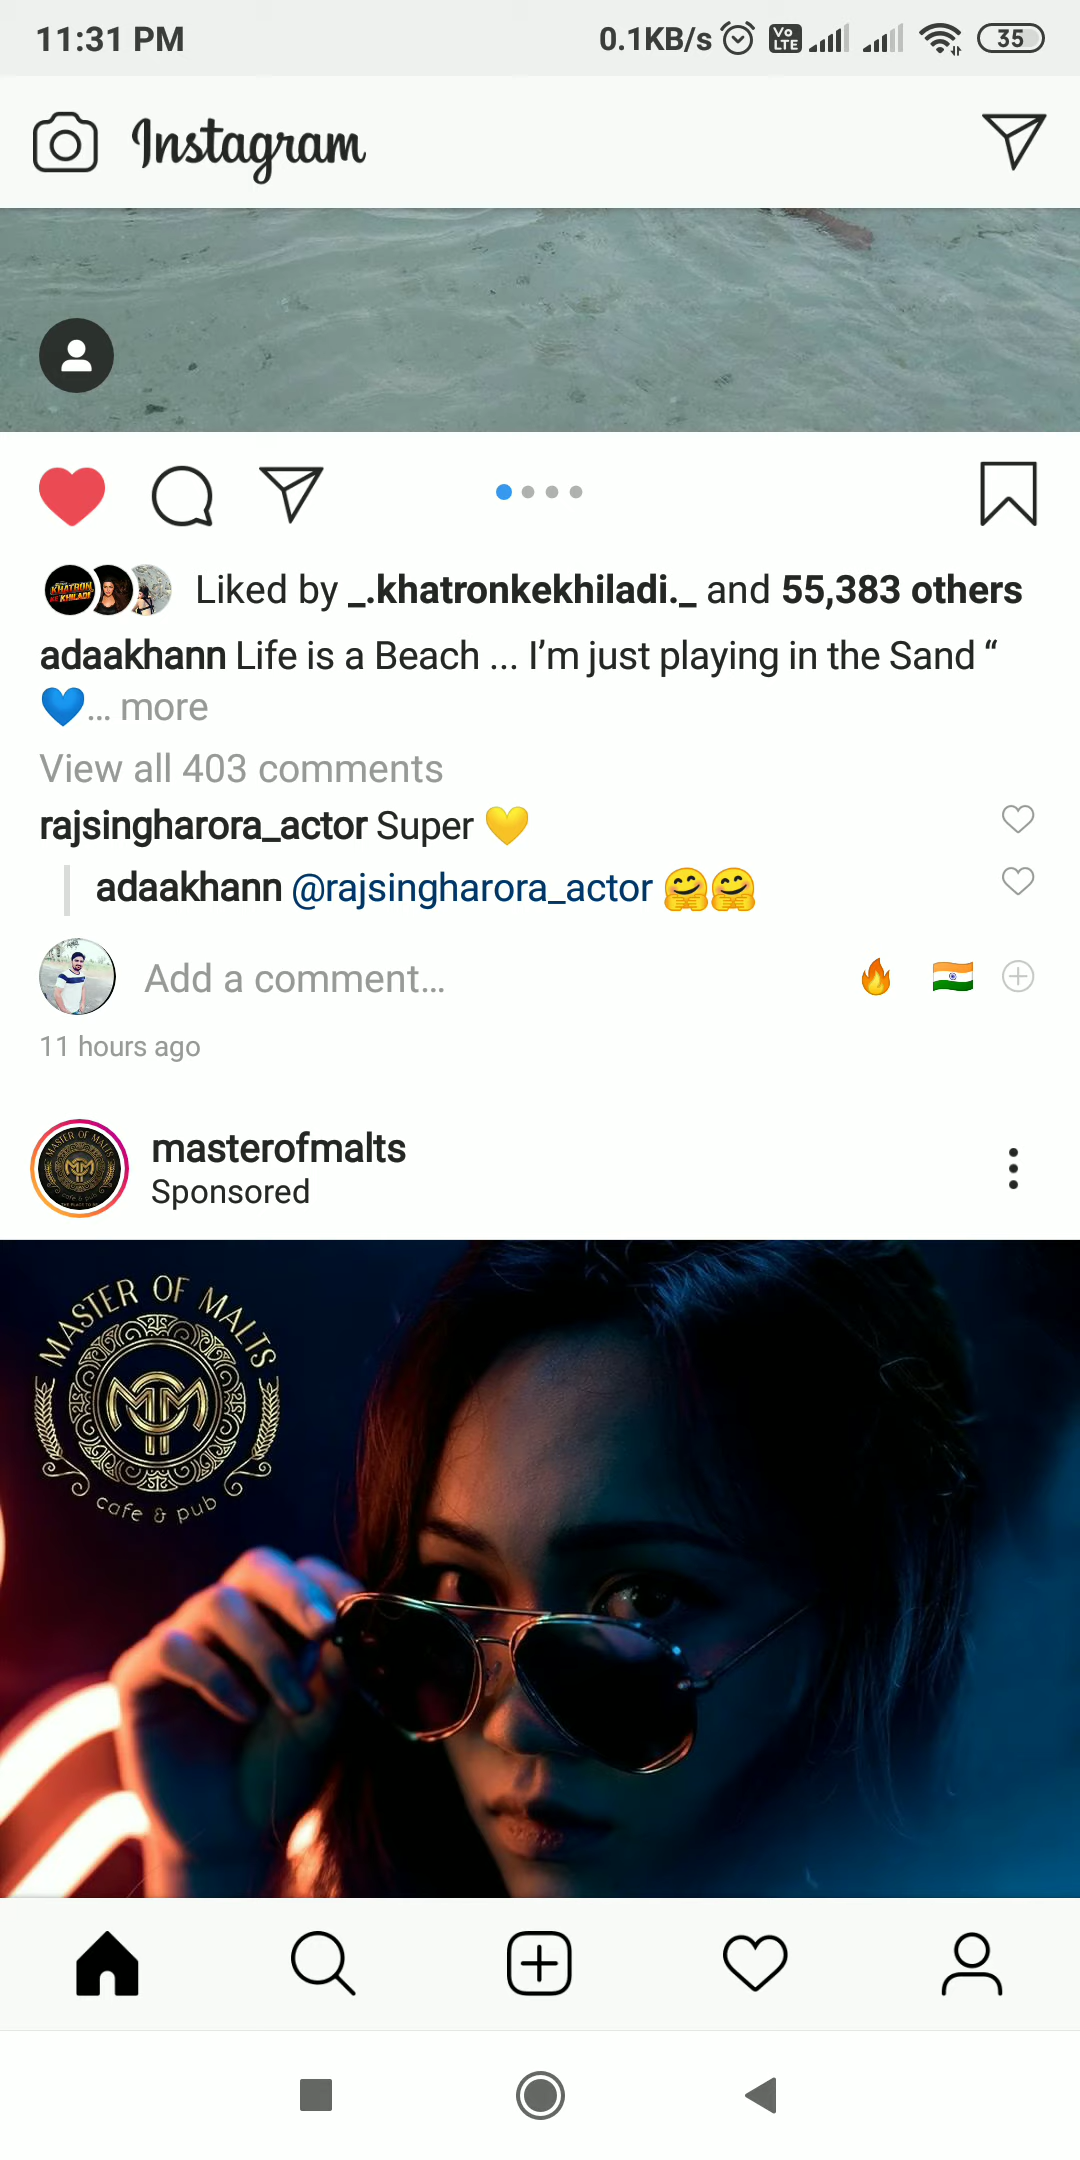 11:31 PM 0.1KB/s Vo LTE 35
Instagram
Liked by _.khatronkekhiladi._ and 55,383 others
adaakhann Life is a Beach ... I’m just playing in the Sand “
💙... more
View all 403 comments
rajsingharora_actor Super 💛
adaakhann @rajsingharora_actor 🤗🤗
Add a comment...
11 hours ago
masterofmalts
Sponsored
MASTER OF MALTS
MTM
cafe & pub